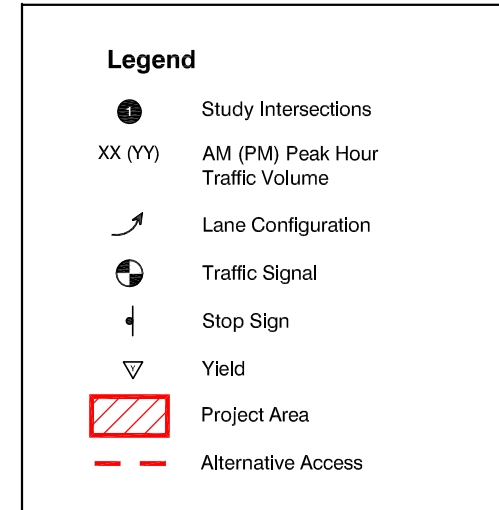 Legend
1
Study Intersections
XX (YY)
AM (PM) Peak Hour
Traffic Volume
Lane Configuration
Traffic Signal
Stop Sign
Y
Yield
Project Area
Alternative Access